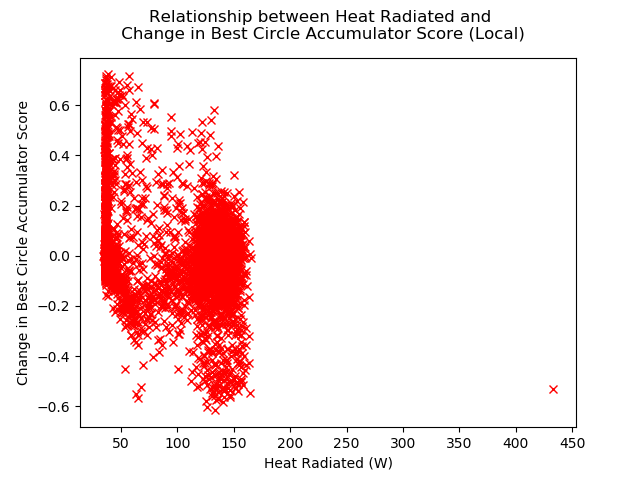 Relationship between Heat Radiated and
Change in Best Circle Accumulator Score (Local)
Change in Best Circle Accumulator Score
0.6
0.4
0.2
0.0
−0.2
−0.4
−0.6
50 100 150 200 250 300 350 400 450
Heat Radiated (W)